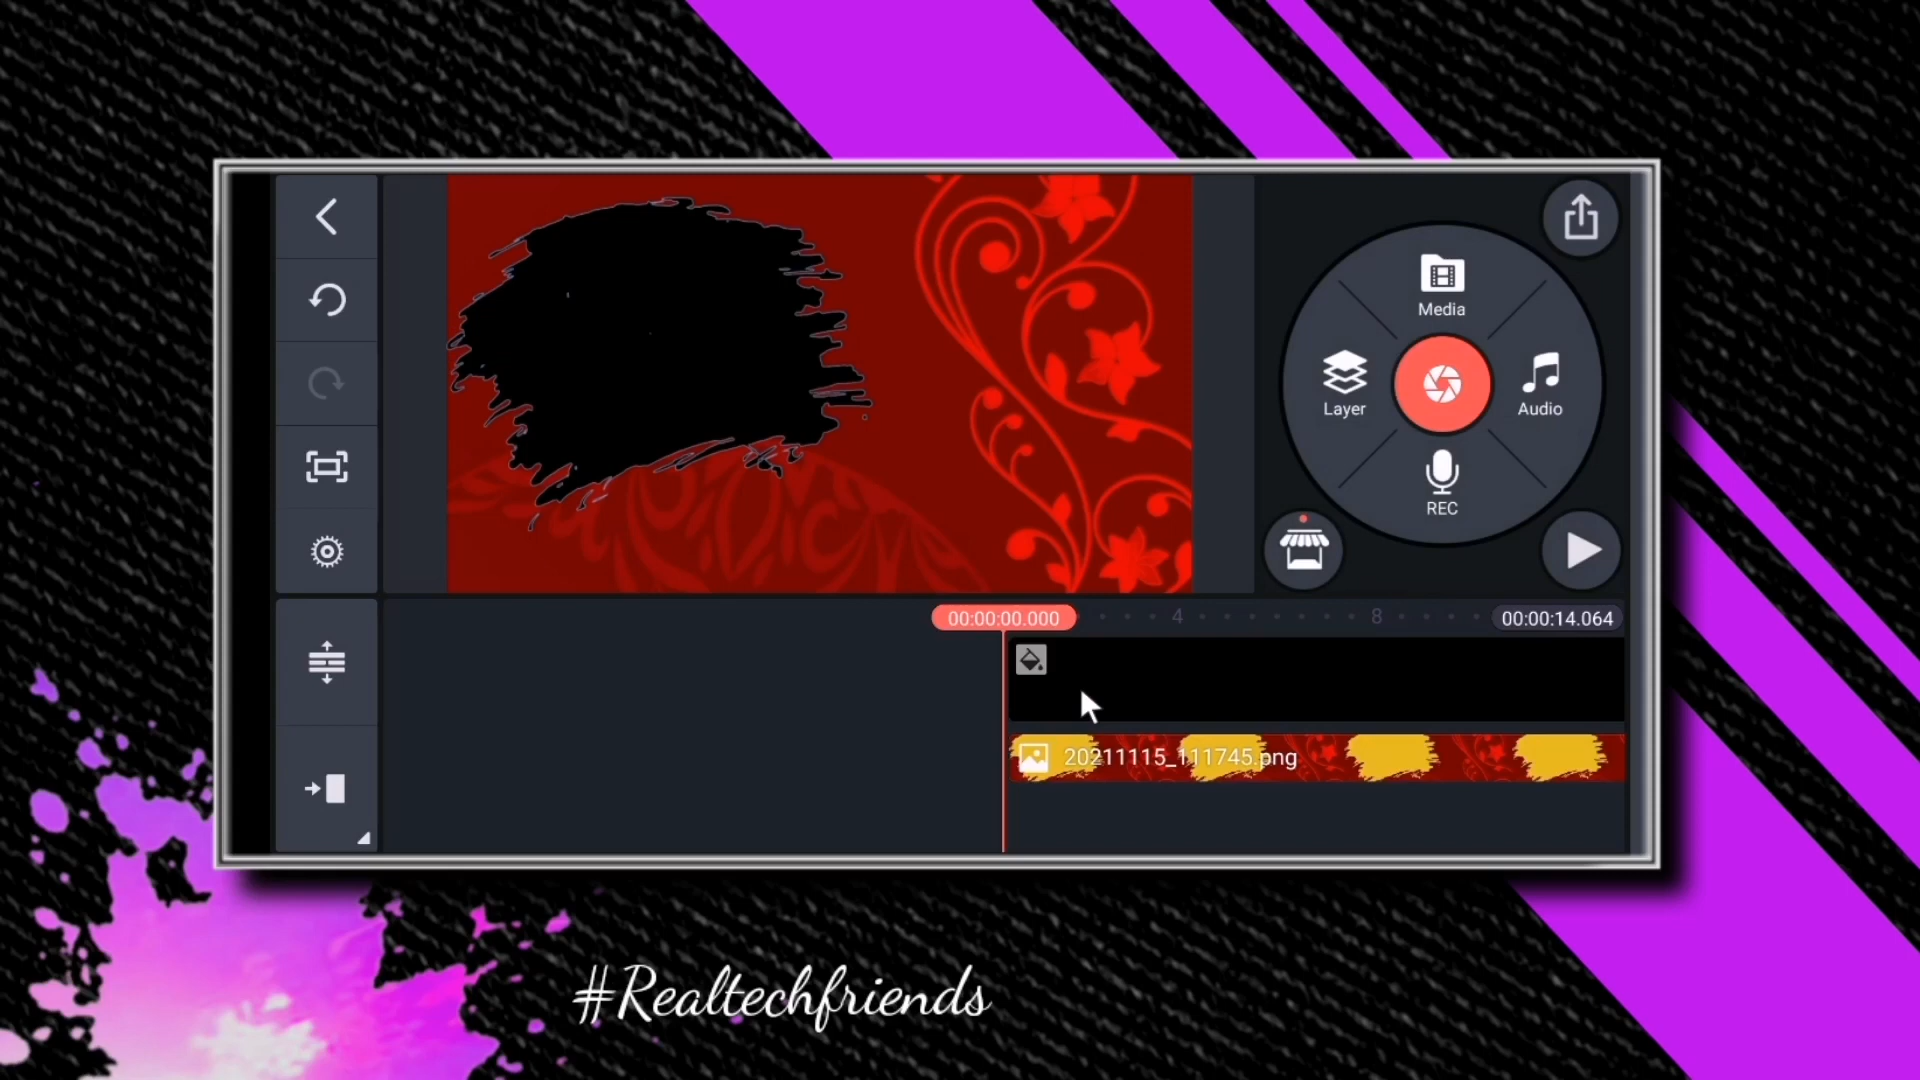 Media
Layer
Audio
REC
00:00:00.000
4
8
00:00:14.064
20211115_111745.png
#Realtechfriends